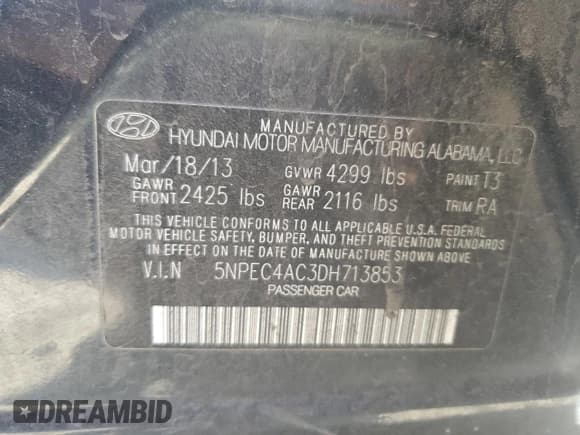 MANUFACTURED BY
HYUNDAI MOTOR MANUFACTURING ALABAMA, LLC
Mar/18/13 GVWR 4299 lbs PAINT T3
GAWR FRONT 2425 lbs GAWR REAR 2116 lbs TRIM RA
THIS VEHICLE CONFORMS TO ALL APPLICABLE U.S.A. FEDERAL
MOTOR VEHICLE SAFETY, BUMPER, AND THEFT PREVENTION STANDARDS
IN EFFECT ON THE DATE OF MANUFACTURE SHOWN ABOVE
V.I.N 5NPEC4AC3DH713853
PASSENGER CAR
DREAMBID